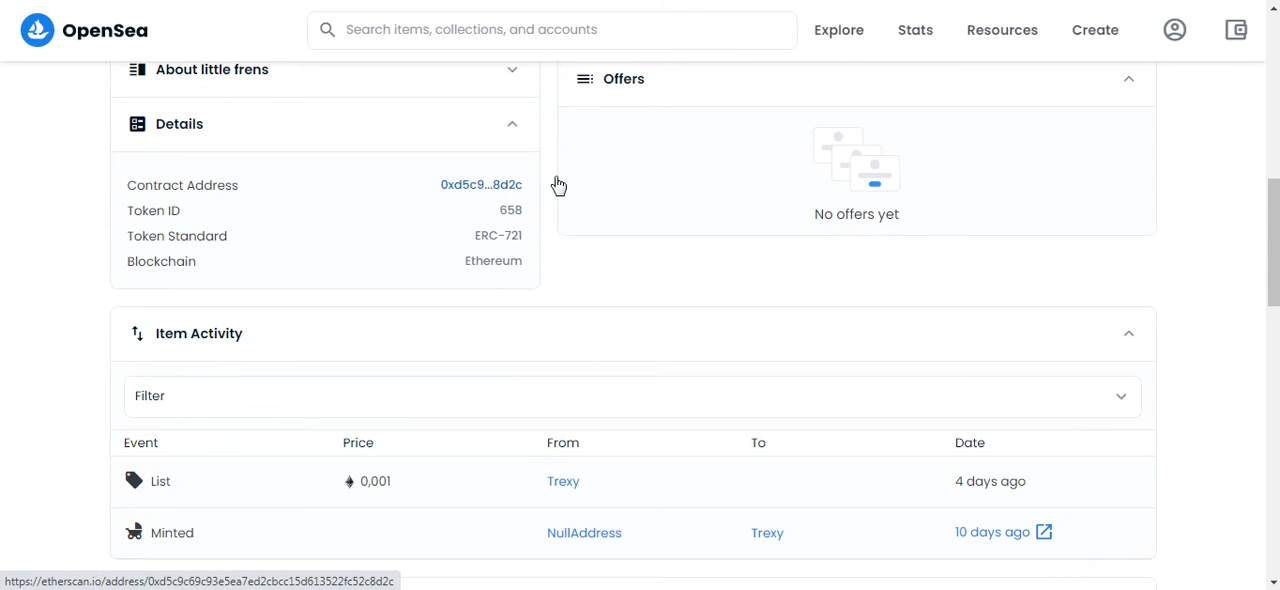 OpenSea
Search items, collections, and accounts
Explore
Stats
Resources
Create
About little frens
Details
Contract Address 0xd5c9...8d2c
Token ID 658
Token Standard ERC-721
Blockchain Ethereum
Offers
No offers yet
Item Activity
Filter
Event Price From To Date
List 0,001 Trexy 4 days ago
Minted NullAddress Trexy 10 days ago
https://etherscan.io/address/0xd5c9c69c93e5ea7ed2cbcc15d613522fc52c8d2c